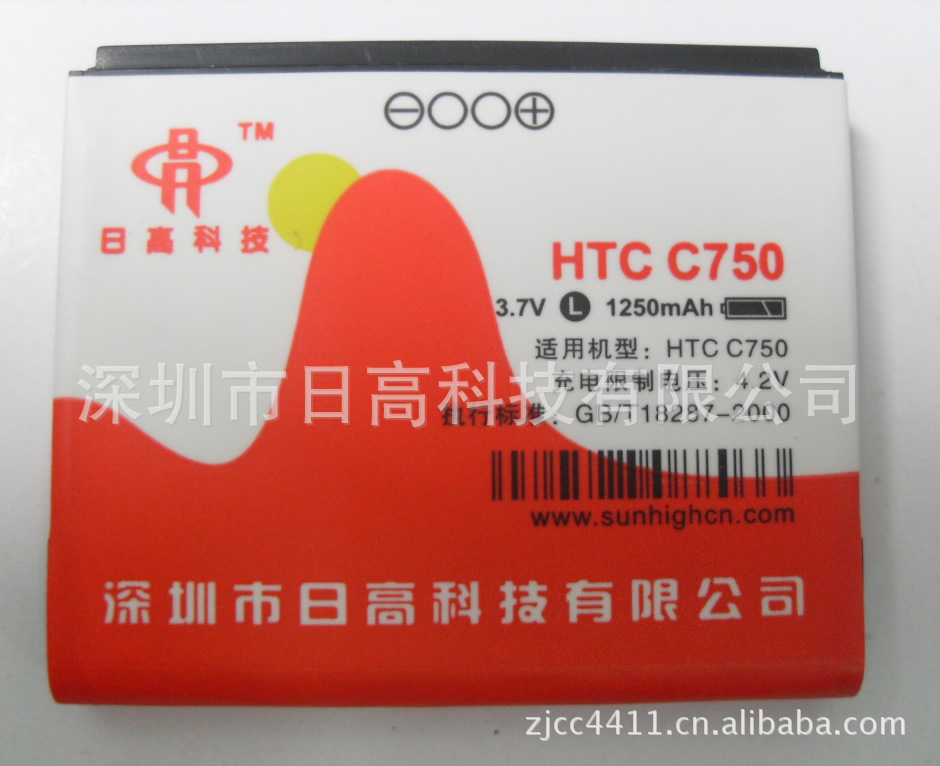 TM
日高科技
HTC C750
3.7V L 1250mAh
适用机型：HTC C750
充电限制电压：4.2V
深圳市日高科技有限公司
执行标准：GB/T18287-2000
www.sunhighcn.com
深圳市日高科技有限公司
zjcc4411.cn.alibaba.com